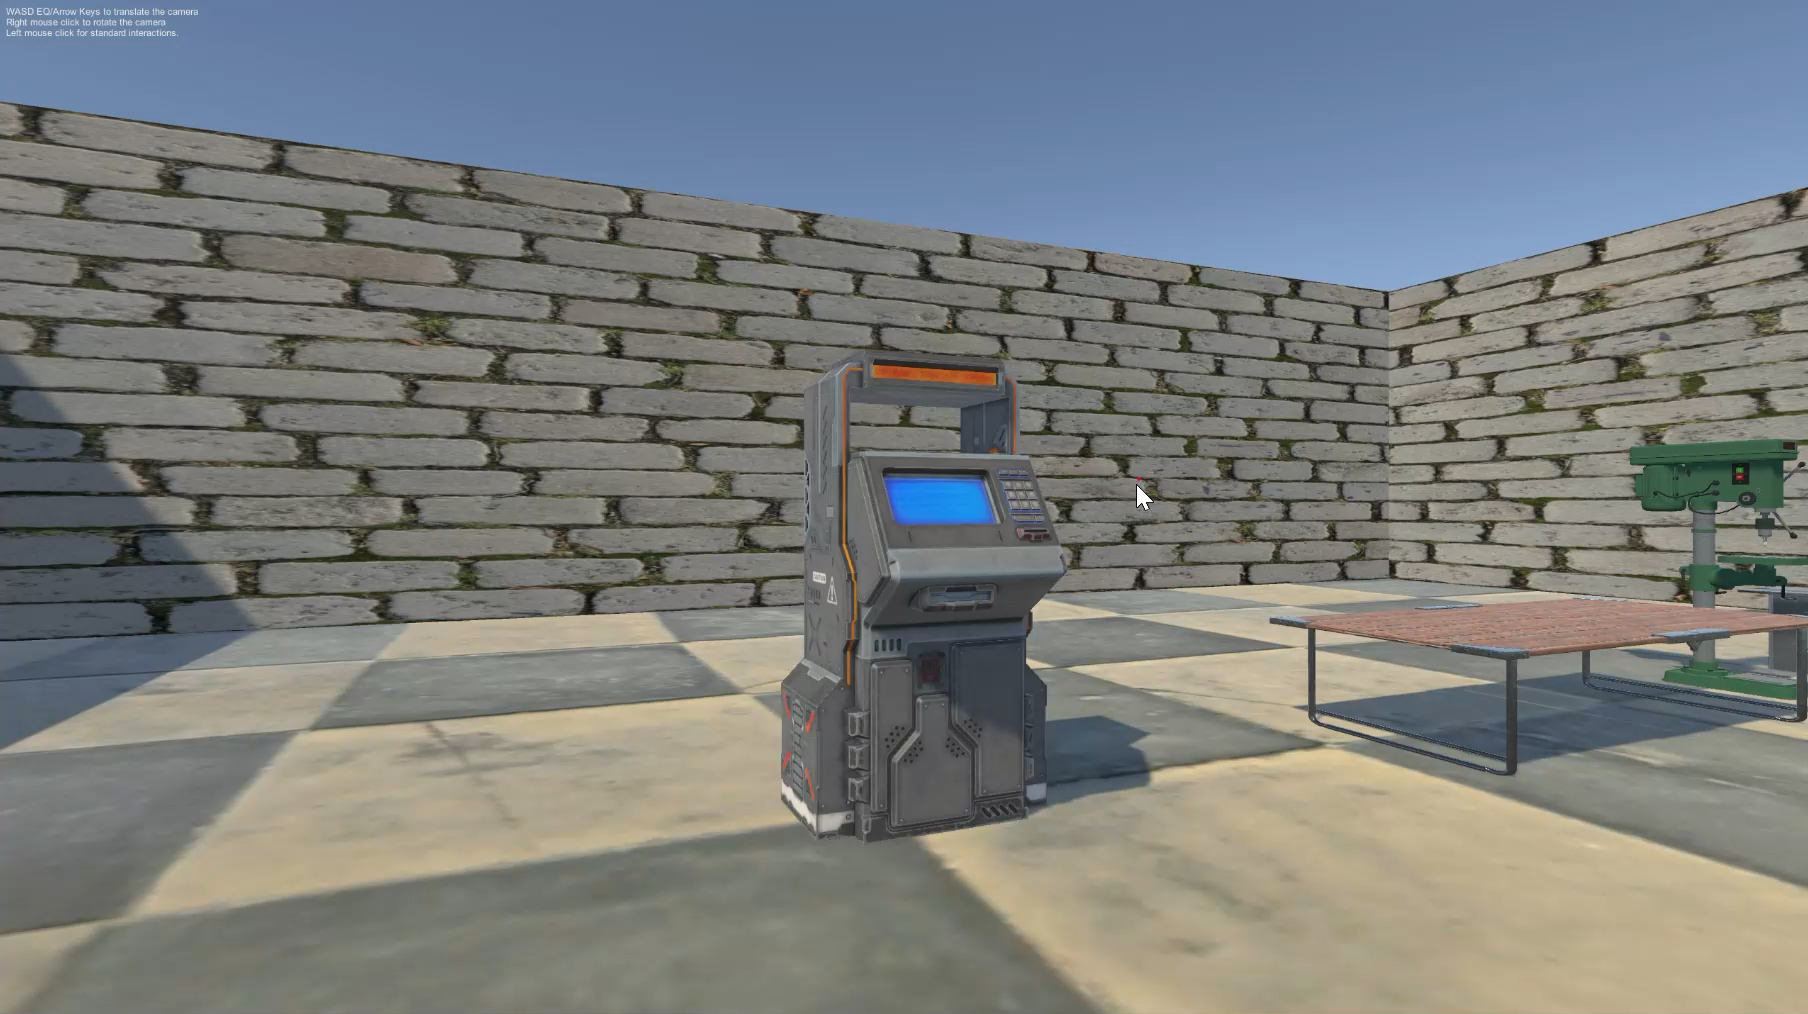 WASD EQ/Arrow Keys to translate the camera
Right mouse click to rotate the camera
Left mouse click for standard interactions.